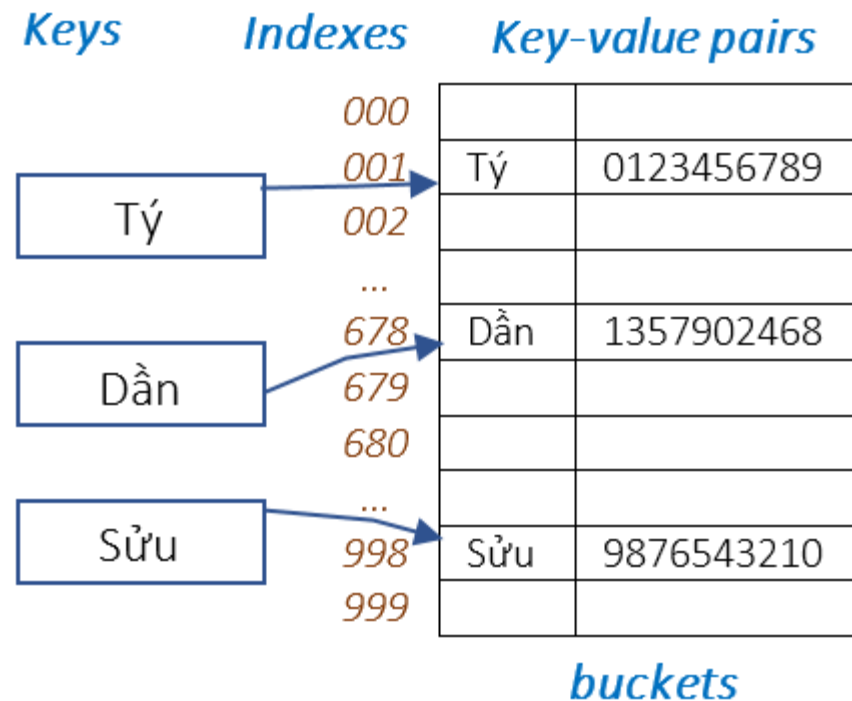 Keys Indexes Key-value pairs
000
001 Tý 0123456789
Tý
002
...
678 Dần 1357902468
Dần
679
680
...
Sửu
998 Sửu 9876543210
999
buckets